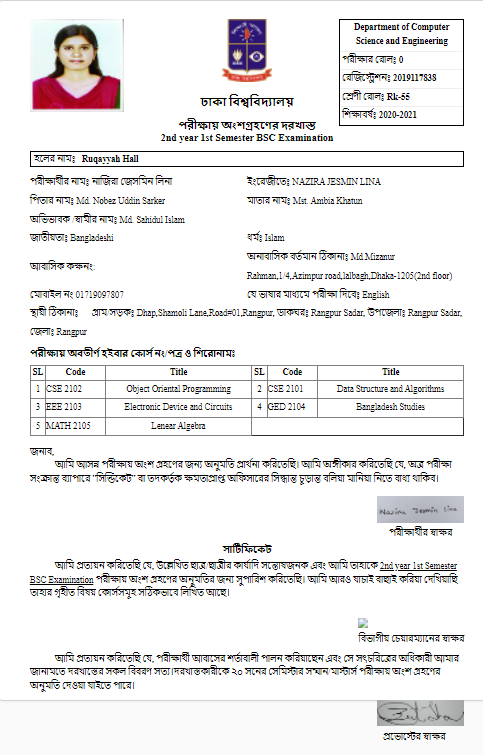 Department of Computer
Science and Engineering
পরীক্ষার রোলঃ 0
রেজিস্ট্রেশনঃ 2019117838
শ্রেণী রোলঃ Rk-55
শিক্ষাবর্ষঃ 2020-2021
ঢাকা বিশ্ববিদ্যালয়
পরীক্ষায় অংশগ্রহণের দরখাস্ত
2nd year 1st Semester BSC Examination
হলের নামঃ Ruqayyah Hall
পরীক্ষার্থীর নামঃ নাজিরা জেসমিন লিনা ইংরেজীতেঃ NAZIRA JESMIN LINA
পিতার নামঃ Md. Nobez Uddin Sarker মাতার নামঃ Mst. Ambia Khatun
অভিভাবক /স্বামীর নামঃ Md. Sahidul Islam
জাতীয়তাঃ Bangladeshi ধর্মঃ Islam
আবাসিক কক্ষনং: অনাবাসিক বর্তমান ঠিকানাঃ Md.Mizanur
Rahman,1/4,Azimpur road,lalbagh,Dhaka-1205(2nd floor)
মোবাইল নং 01719097807 যে ভাষার মাধ্যমে পরীক্ষা দিবেঃ English
স্থায়ী ঠিকানাঃ গ্রাম/সড়কঃ Dhap,Shamoli Lane,Road#01,Rangpur, ডাকঘরঃ Rangpur Sadar, উপজেলাঃ Rangpur Sadar,
জেলাঃ Rangpur
পরীক্ষায় অবতীর্ণ হইবার কোর্স নং/পত্র ও শিরোনামঃ
SL Code Title SL Code Title
1 CSE 2102 Object Oriental Programming 2 CSE 2101 Data Structure and Algorithms
3 EEE 2103 Electronic Device and Circuits 4 GED 2104 Bangladesh Studies
5 MATH 2105 Lenear Algebra
জনাব,
আমি আসন্ন পরীক্ষায় অংশ গ্রহণের জন্য অনুমতি প্রার্থনা করিতেছি। আমি অঙ্গীকার করিতেছি যে, অত্র পরীক্ষা
সংক্রান্ত ব্যাপারে "সিন্ডিকেট" বা তদকর্তৃক ক্ষমতাপ্রাপ্ত অফিসারের সিদ্ধান্ত চুড়ান্ত বলিয়া মানিয়া নিতে বাধ্য থাকিব।
Nazira Jesmin Lina
পরীক্ষার্থীর স্বাক্ষর
সার্টিফিকেট
আমি প্রত্যয়ন করিতেছি যে, উল্লেখিত ছাত্র/ছাত্রীর কার্যাদি সন্তোষজনক এবং আমি তাহাকে 2nd year 1st Semester
BSC Examination পরীক্ষায় অংশ গ্রহণের অনুমতির জন্য সুপারিশ করিতেছি। আমি আরও যাচাই বাছাই করিয়া দেখিয়াছি
তাহার গৃহীত বিষয় কোর্সসমূহ সঠিকভাবে লিখিত আছে।
বিভাগীয় চেয়ারম্যানের স্বাক্ষর
আমি প্রত্যয়ন করিতেছি যে, পরীক্ষার্থী আবাসের শর্তাবালী পালন করিয়াছেন এবং সে সৎচরিত্রের অধিকারী আমার
জানামতে দরখাস্তের সকল বিবরণ সত্য।দরখাস্তকারীকে ২০ সনের সেমিস্টার সম্মান/মাস্টার্স পরীক্ষায় অংশ গ্রহণের
অনুমতি দেওয়া যাইতে পারে।
প্রভোস্টের স্বাক্ষর